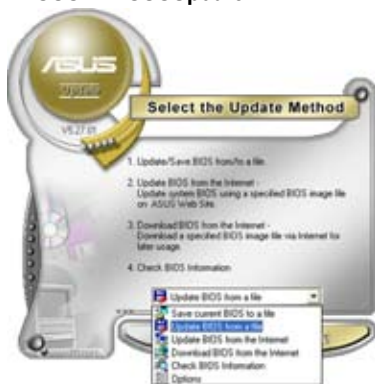 ASUS
Update
Select the Update Method
1. Update/Save BIOS from/to a file.
2. Update BIOS from the Internet -
Update system BIOS using a specified BIOS image file
on ASUS Web Site.
3. Download BIOS from the Internet -
Download a specified BIOS image file via Internet for
later usage.
4. Check BIOS Information
Update BIOS from a file
Save current BIOS to a file
Update BIOS from a file
Update BIOS from the Internet
Download BIOS from the Internet
Check BIOS Information
Options